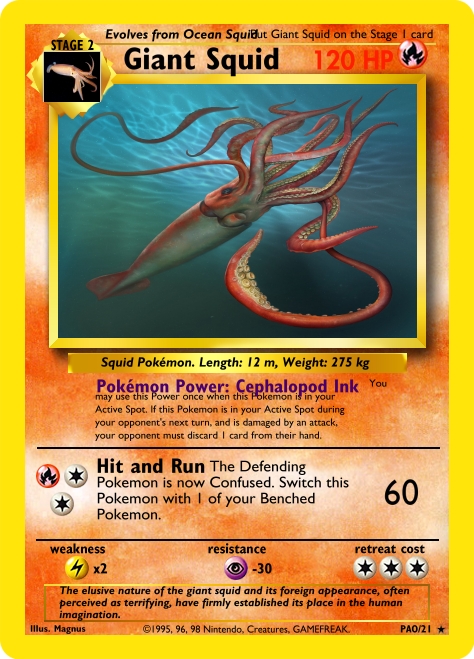 STAGE 2
Evolves from Ocean Squid Put Giant Squid on the Stage 1 card
Giant Squid 120 HP
Squid Pokémon. Length: 12 m, Weight: 275 kg
Pokémon Power: Cephalopod Ink You
may use this Power once when this Pokemon is in your
Active Spot. If this Pokemon is in your Active Spot during
your opponent's next turn, and is damaged by an attack,
your opponent must discard 1 card from their hand.
Hit and Run The Defending
Pokemon is now Confused. Switch this
Pokemon with 1 of your Benched
Pokemon.
60
weakness resistance retreat cost
x2 -30
The elusive nature of the giant squid and its foreign appearance, often
perceived as terrifying, have firmly established its place in the human
imagination.
Illus. Magnus ©1995, 96, 98 Nintendo, Creatures, GAMEFREAK. PAO/21 ★